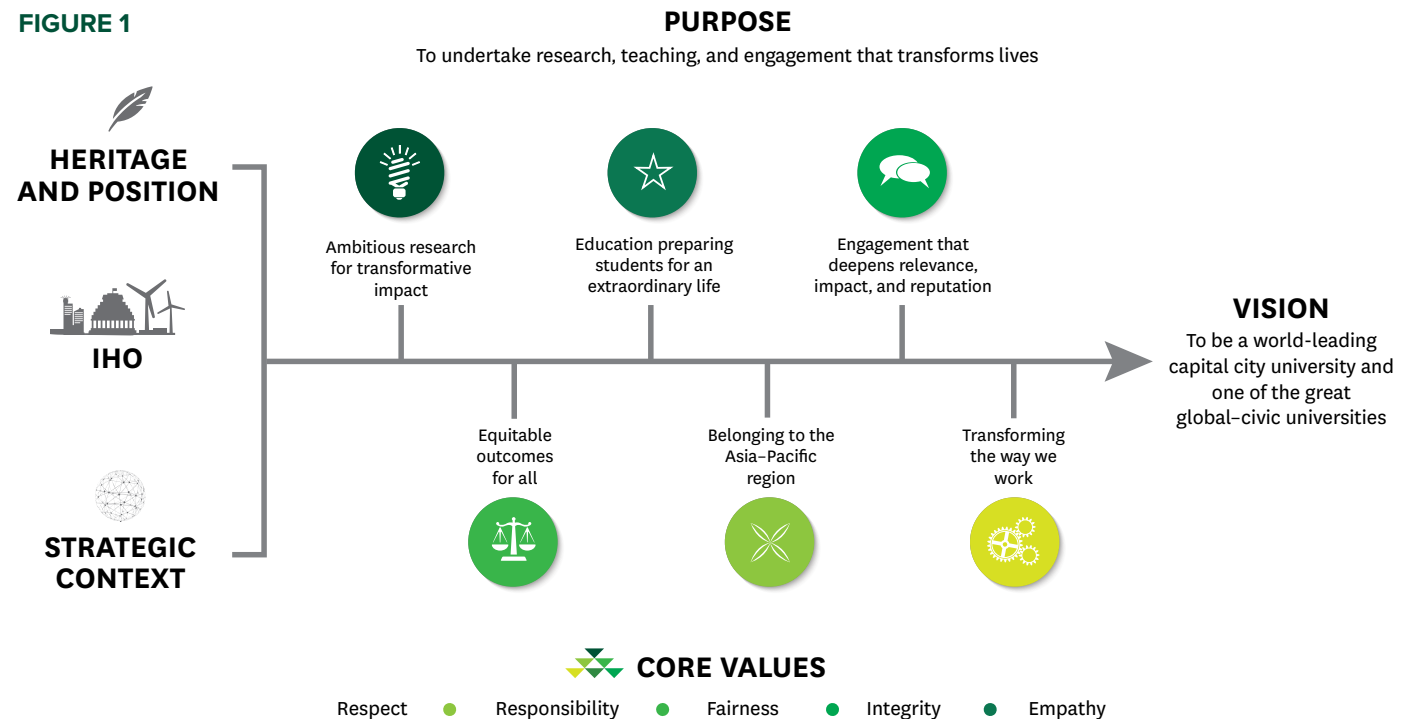 FIGURE 1
PURPOSE
To undertake research, teaching, and engagement that transforms lives
HERITAGE
AND POSITION
IHO
STRATEGIC
CONTEXT
Ambitious research
for transformative
impact
Education preparing
students for an
extraordinary life
Engagement that
deepens relevance,
impact, and reputation
Equitable
outcomes
for all
Belonging to the
Asia–Pacific
region
Transforming
the way we
work
VISION
To be a world-leading
capital city university and
one of the great
global–civic universities
CORE VALUES
Respect ● Responsibility ● Fairness ● Integrity ● Empathy